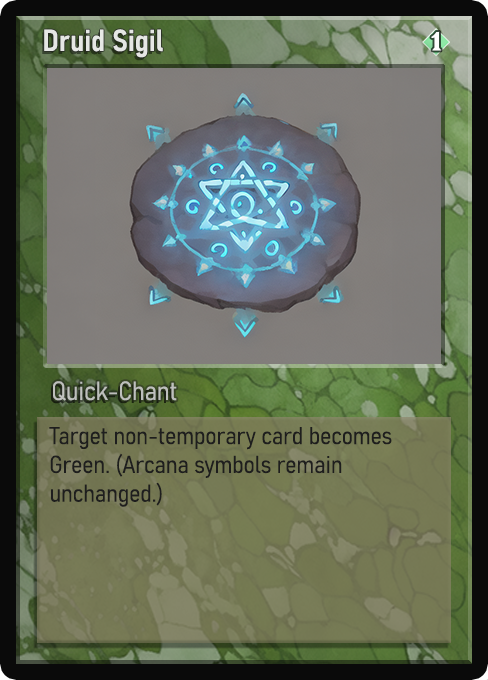 Druid Sigil
1
Quick-Chant
Target non-temporary card becomes
Green. (Arcana symbols remain
unchanged.)